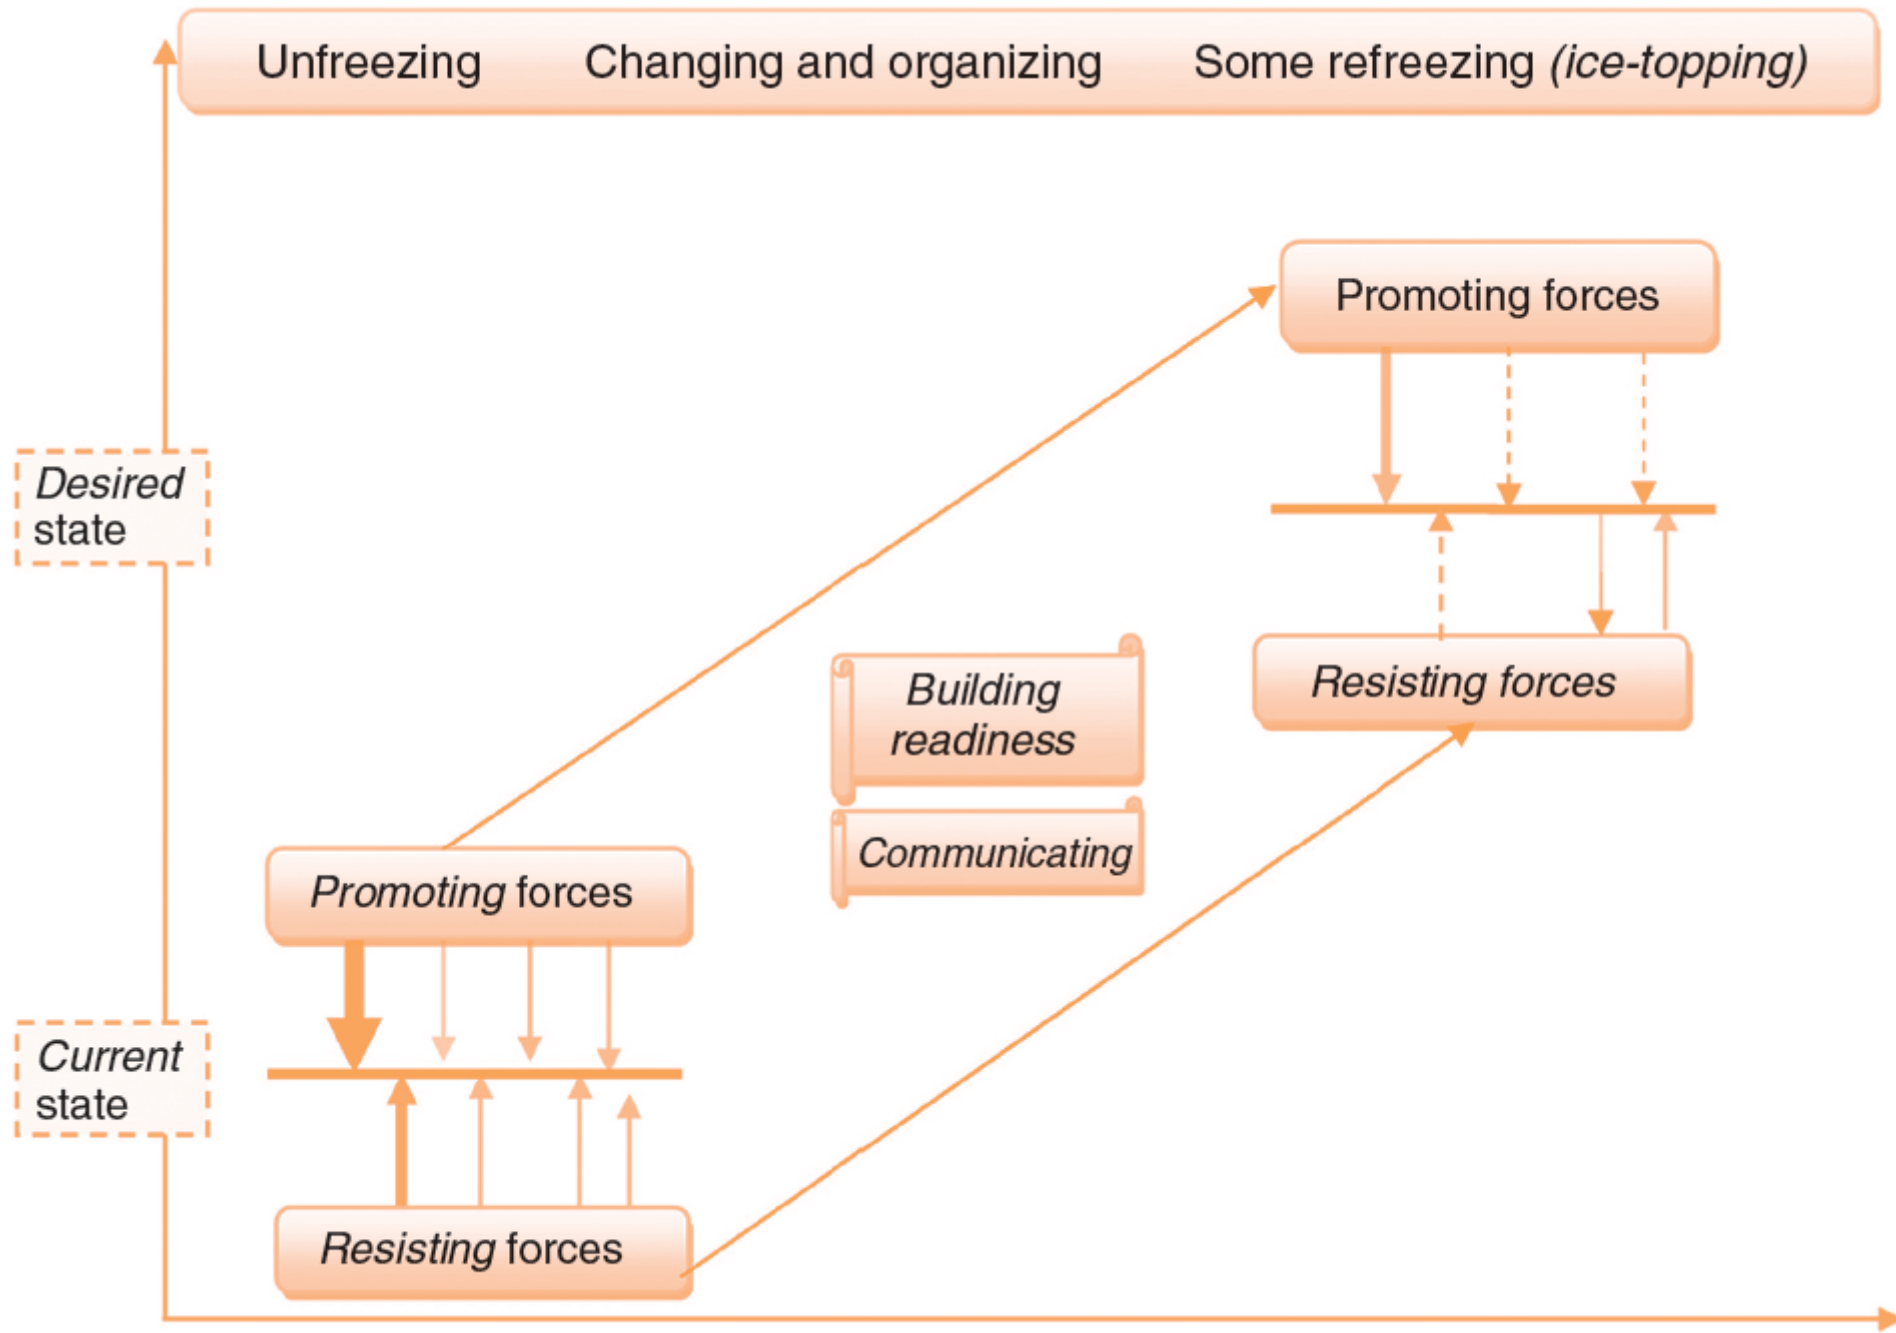 Unfreezing Changing and organizing Some refreezing (ice-topping)
Promoting forces
Desired
state
Resisting forces
Building
readiness
Communicating
Promoting forces
Current
state
Resisting forces